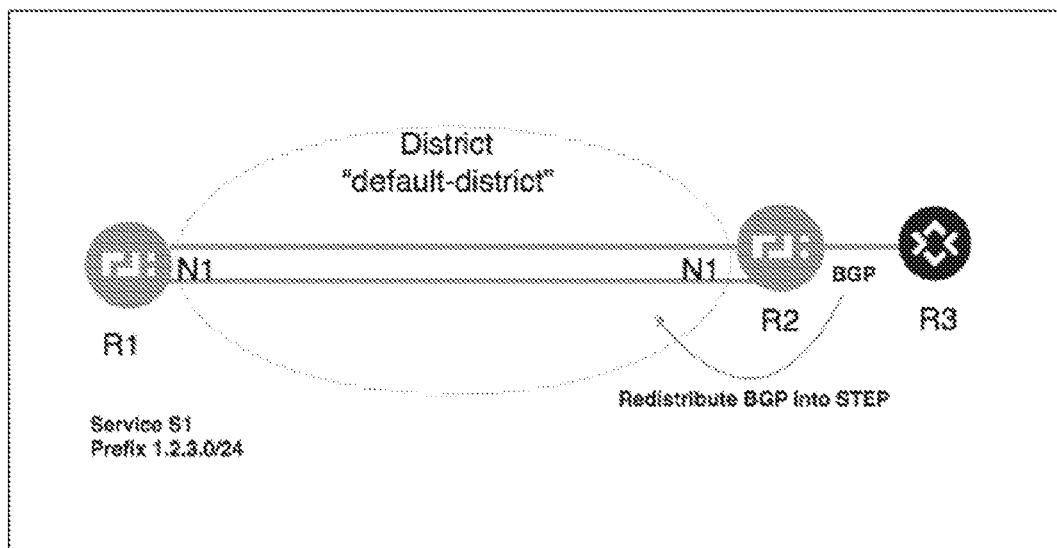 District
"default-district"
N1
N1
BGP
R1
R2
R3
Redistribute BGP into STEP
Service S1
Prefix 1.2.3.0/24